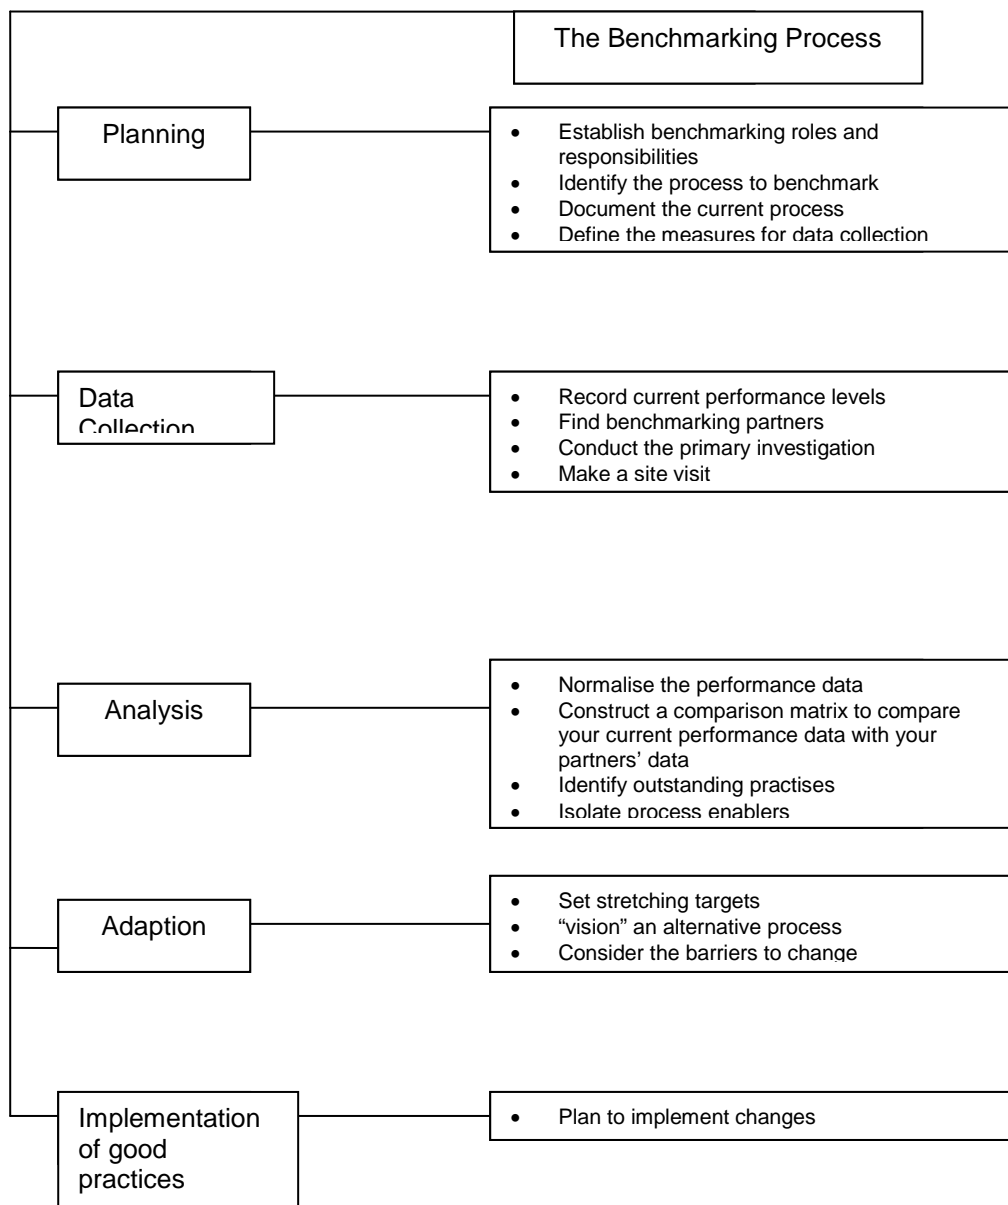 The Benchmarking Process
Planning
• Establish benchmarking roles and
responsibilities
• Identify the process to benchmark
• Document the current process
• Define the measures for data collection
Data
Collection
• Record current performance levels
• Find benchmarking partners
• Conduct the primary investigation
• Make a site visit
Analysis
• Normalise the performance data
• Construct a comparison matrix to compare
your current performance data with your
partners’ data
• Identify outstanding practises
• Isolate process enablers
Adaption
• Set stretching targets
• “vision” an alternative process
• Consider the barriers to change
Implementation
of good
practices
• Plan to implement changes